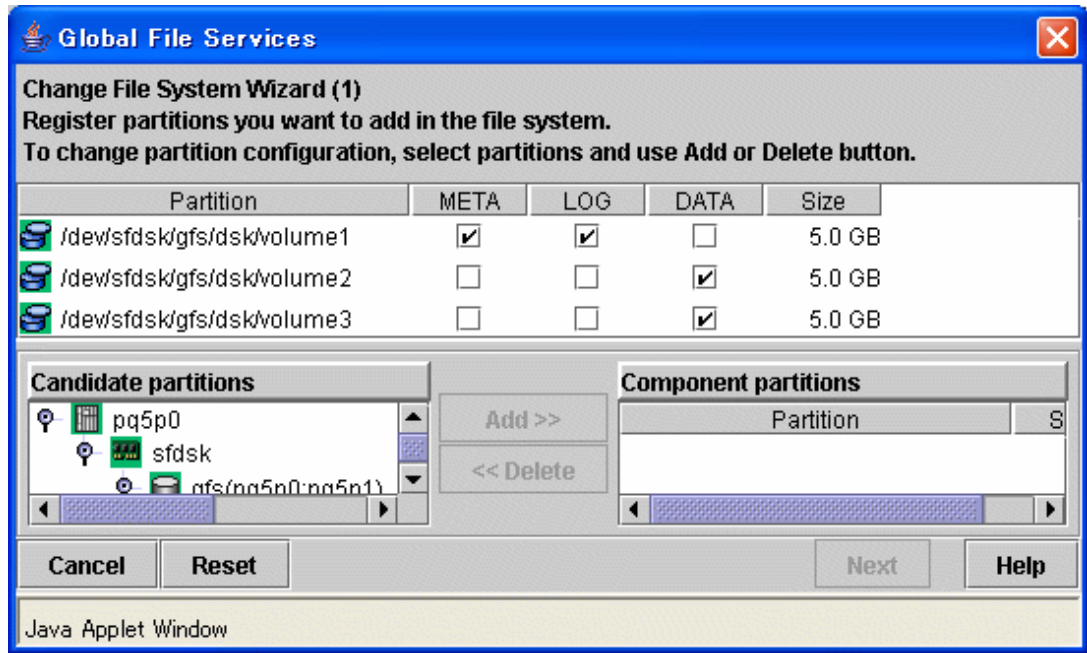 Global File Services
Change File System Wizard (1)
Register partitions you want to add in the file system.
To change partition configuration, select partitions and use Add or Delete button.
Partition META LOG DATA Size
/dev/sfdsk/gfs/dsk/volume1 5.0 GB
/dev/sfdsk/gfs/dsk/volume2 5.0 GB
/dev/sfdsk/gfs/dsk/volume3 5.0 GB
Candidate partitions
pq5p0
sfdsk
gfs(pq5p0:pq5p1)
Add >>
<< Delete
Component partitions
Partition S
Cancel Reset Next Help
Java Applet Window